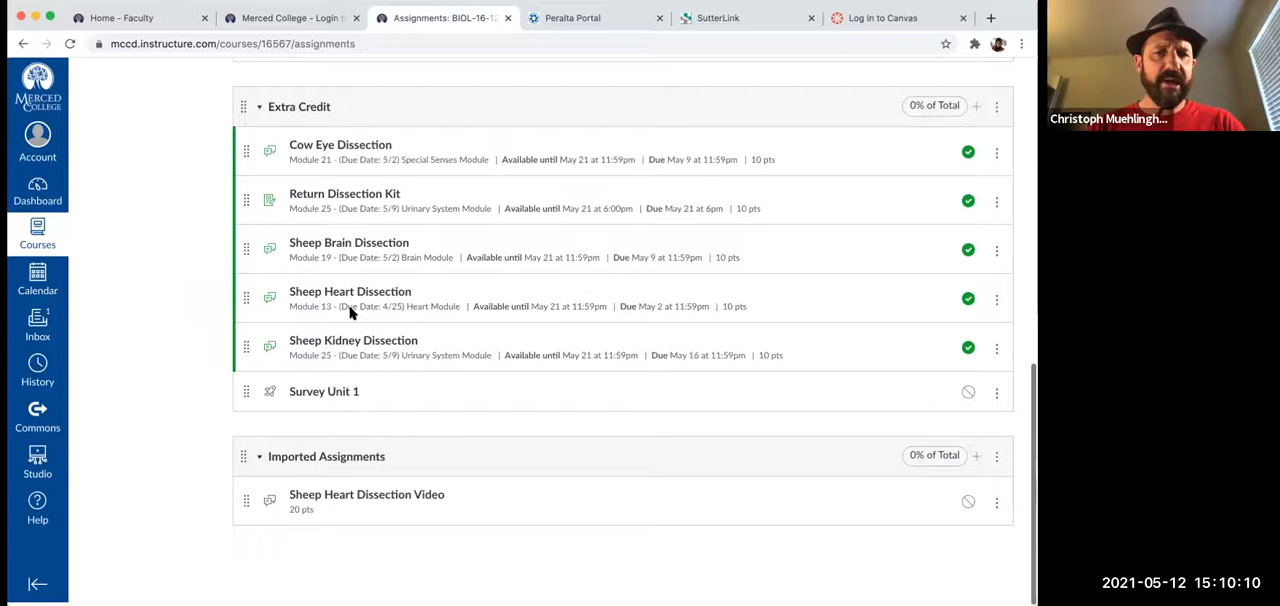 Home - Faculty
Merced College - Login t
Assignments: BIOL-16-12
Peralta Portal
SutterLink
Log In to Canvas
mccd.instructure.com/courses/16567/assignments
MERCED
COLLEGE
Account
Dashboard
Courses
Calendar
1
Inbox
History
Commons
Studio
Help
Extra Credit
0% of Total
Cow Eye Dissection
Module 21 - (Due Date: 5/2) Special Senses Module | Available until May 21 at 11:59pm | Due May 9 at 11:59pm | 10 pts
Return Dissection Kit
Module 25 - (Due Date: 5/9) Urinary System Module | Available until May 21 at 6:00pm | Due May 21 at 6pm | 10 pts
Sheep Brain Dissection
Module 19 - (Due Date: 5/2) Brain Module | Available until May 21 at 11:59pm | Due May 9 at 11:59pm | 10 pts
Sheep Heart Dissection
Module 13 - (Due Date: 4/25) Heart Module | Available until May 21 at 11:59pm | Due May 2 at 11:59pm | 10 pts
Sheep Kidney Dissection
Module 25 - (Due Date: 5/9) Urinary System Module | Available until May 21 at 11:59pm | Due May 16 at 11:59pm | 10 pts
Survey Unit 1
Imported Assignments
0% of Total
Sheep Heart Dissection Video
20 pts
Christoph Muehlingh...
2021-05-12 15:10:10